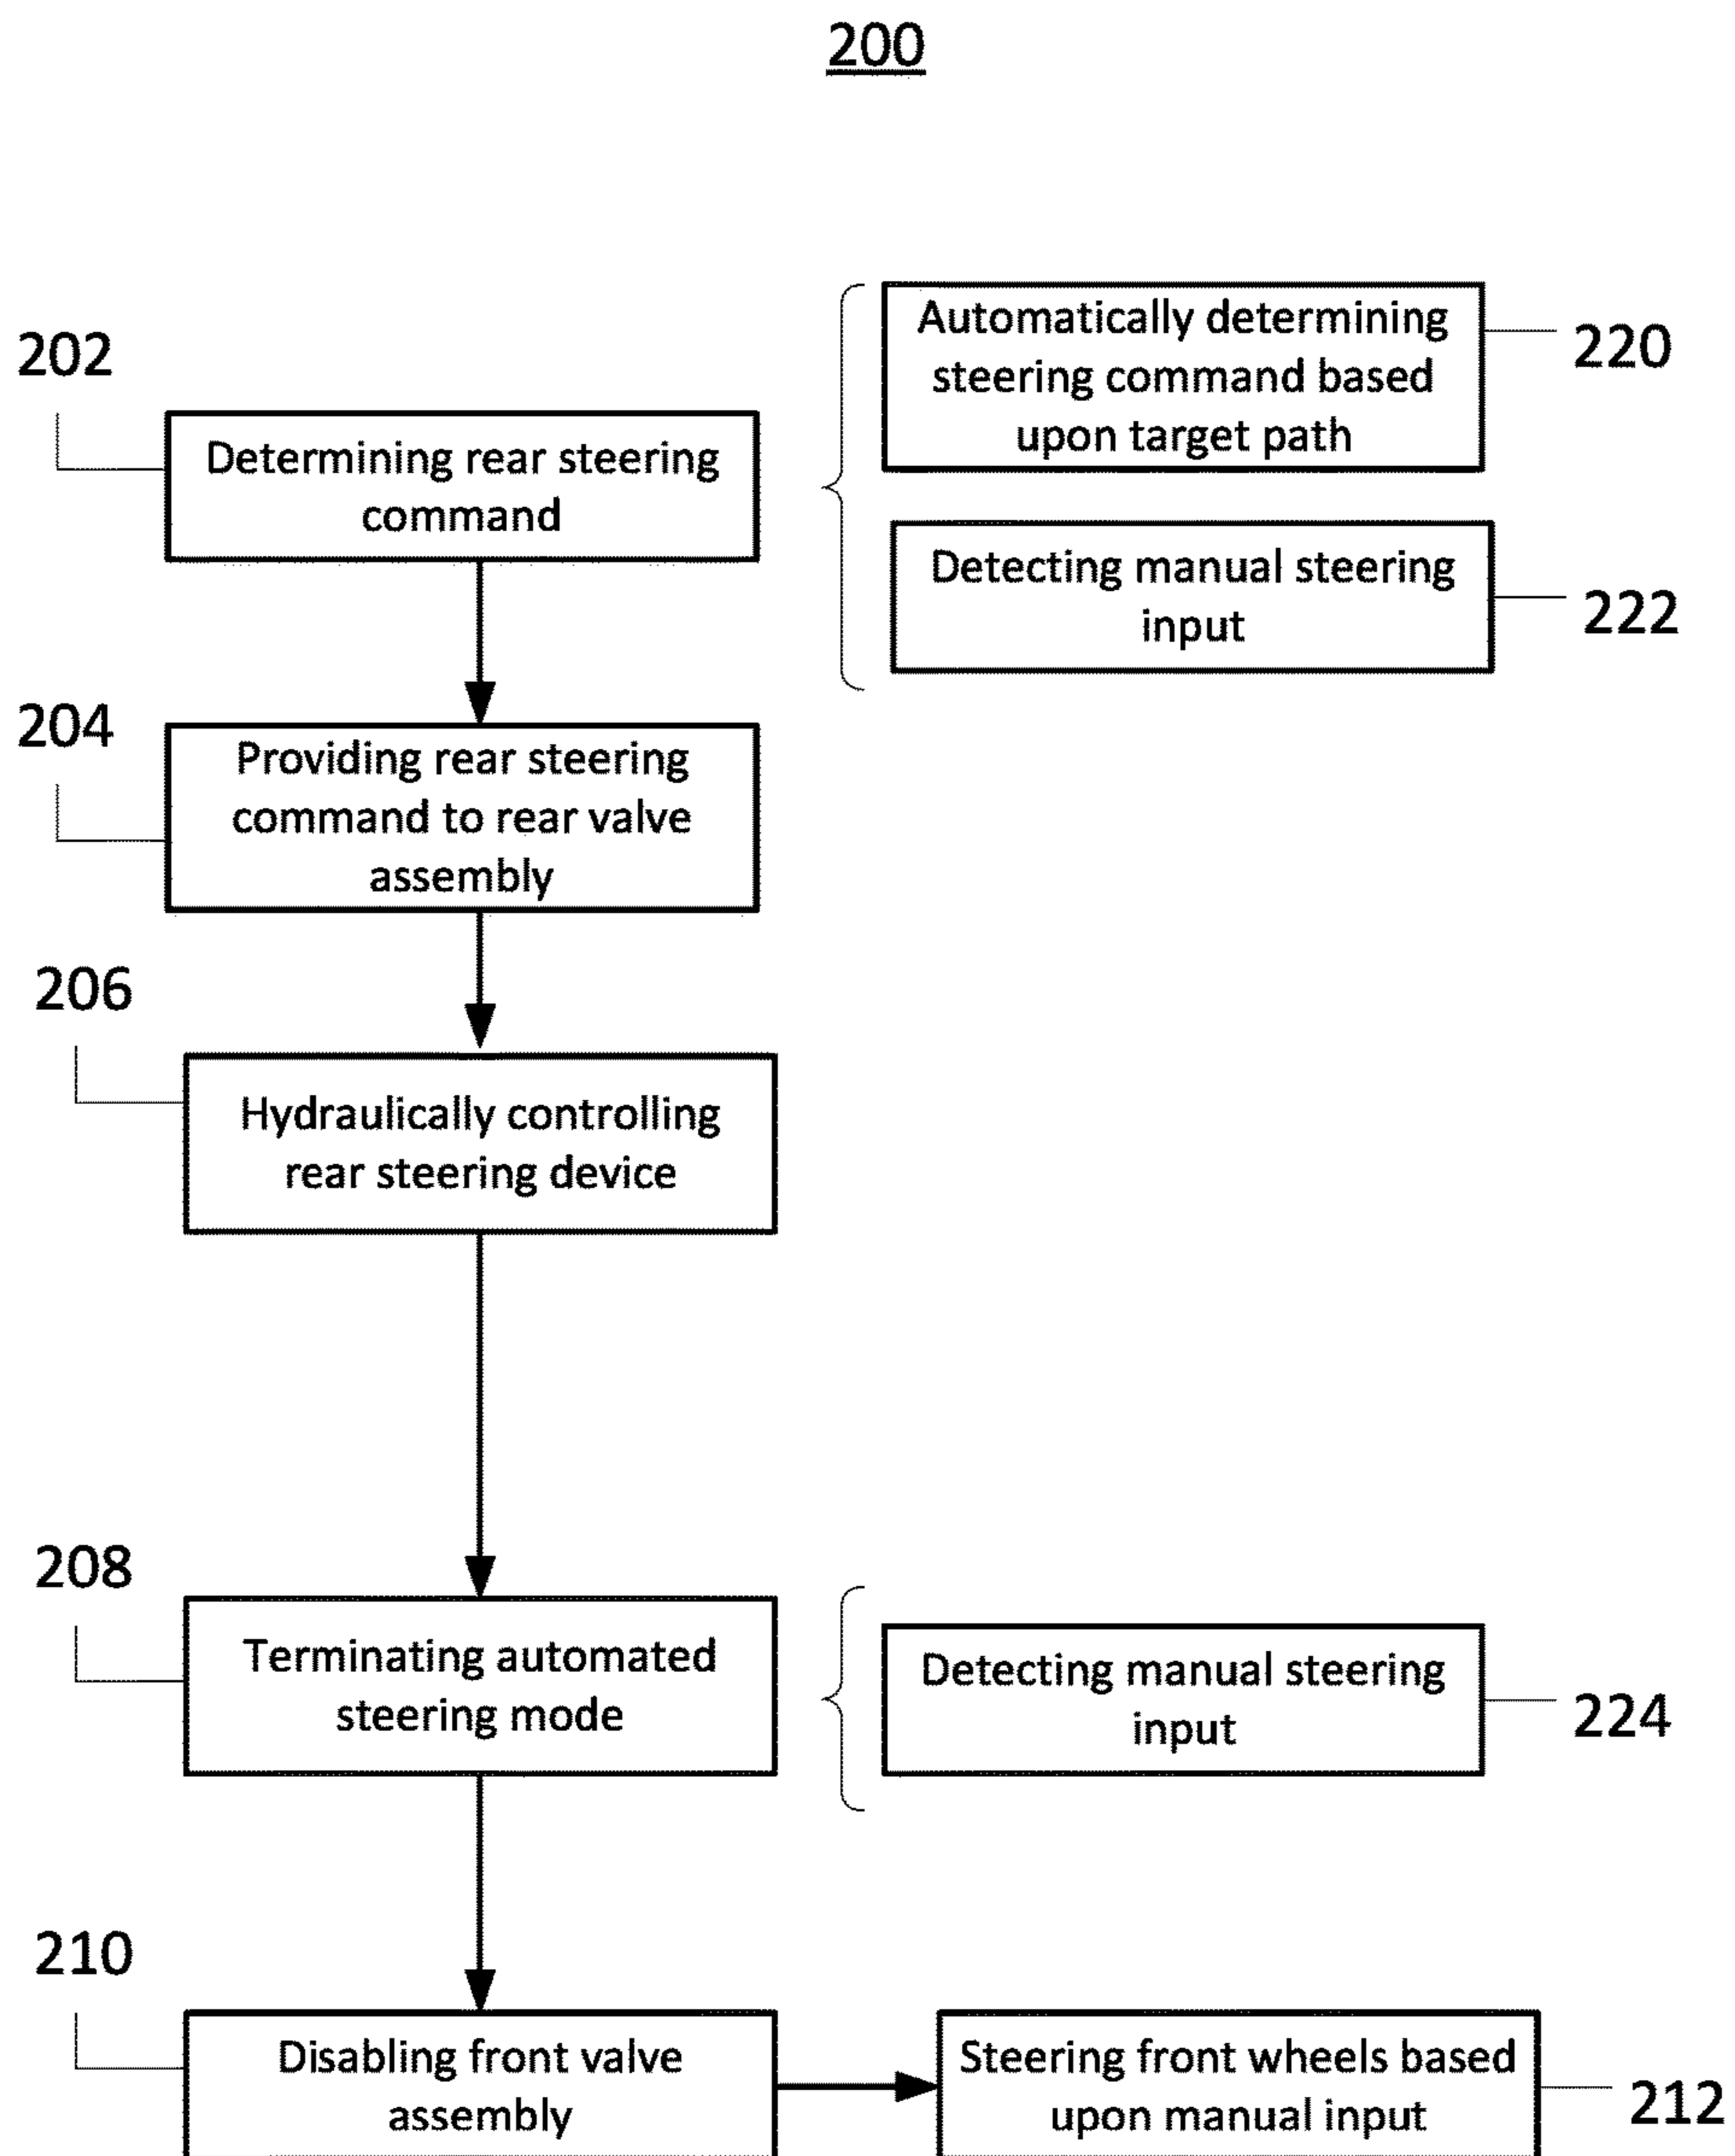 200
202
Determining rear steering
command
Automatically determining
steering command based
upon target path
220
Detecting manual steering
input
222
204
Providing rear steering
command to rear valve
assembly
206
Hydraulically controlling
rear steering device
208
Terminating automated
steering mode
Detecting manual steering
input
224
210
Disabling front valve
assembly
Steering front wheels based
upon manual input
212